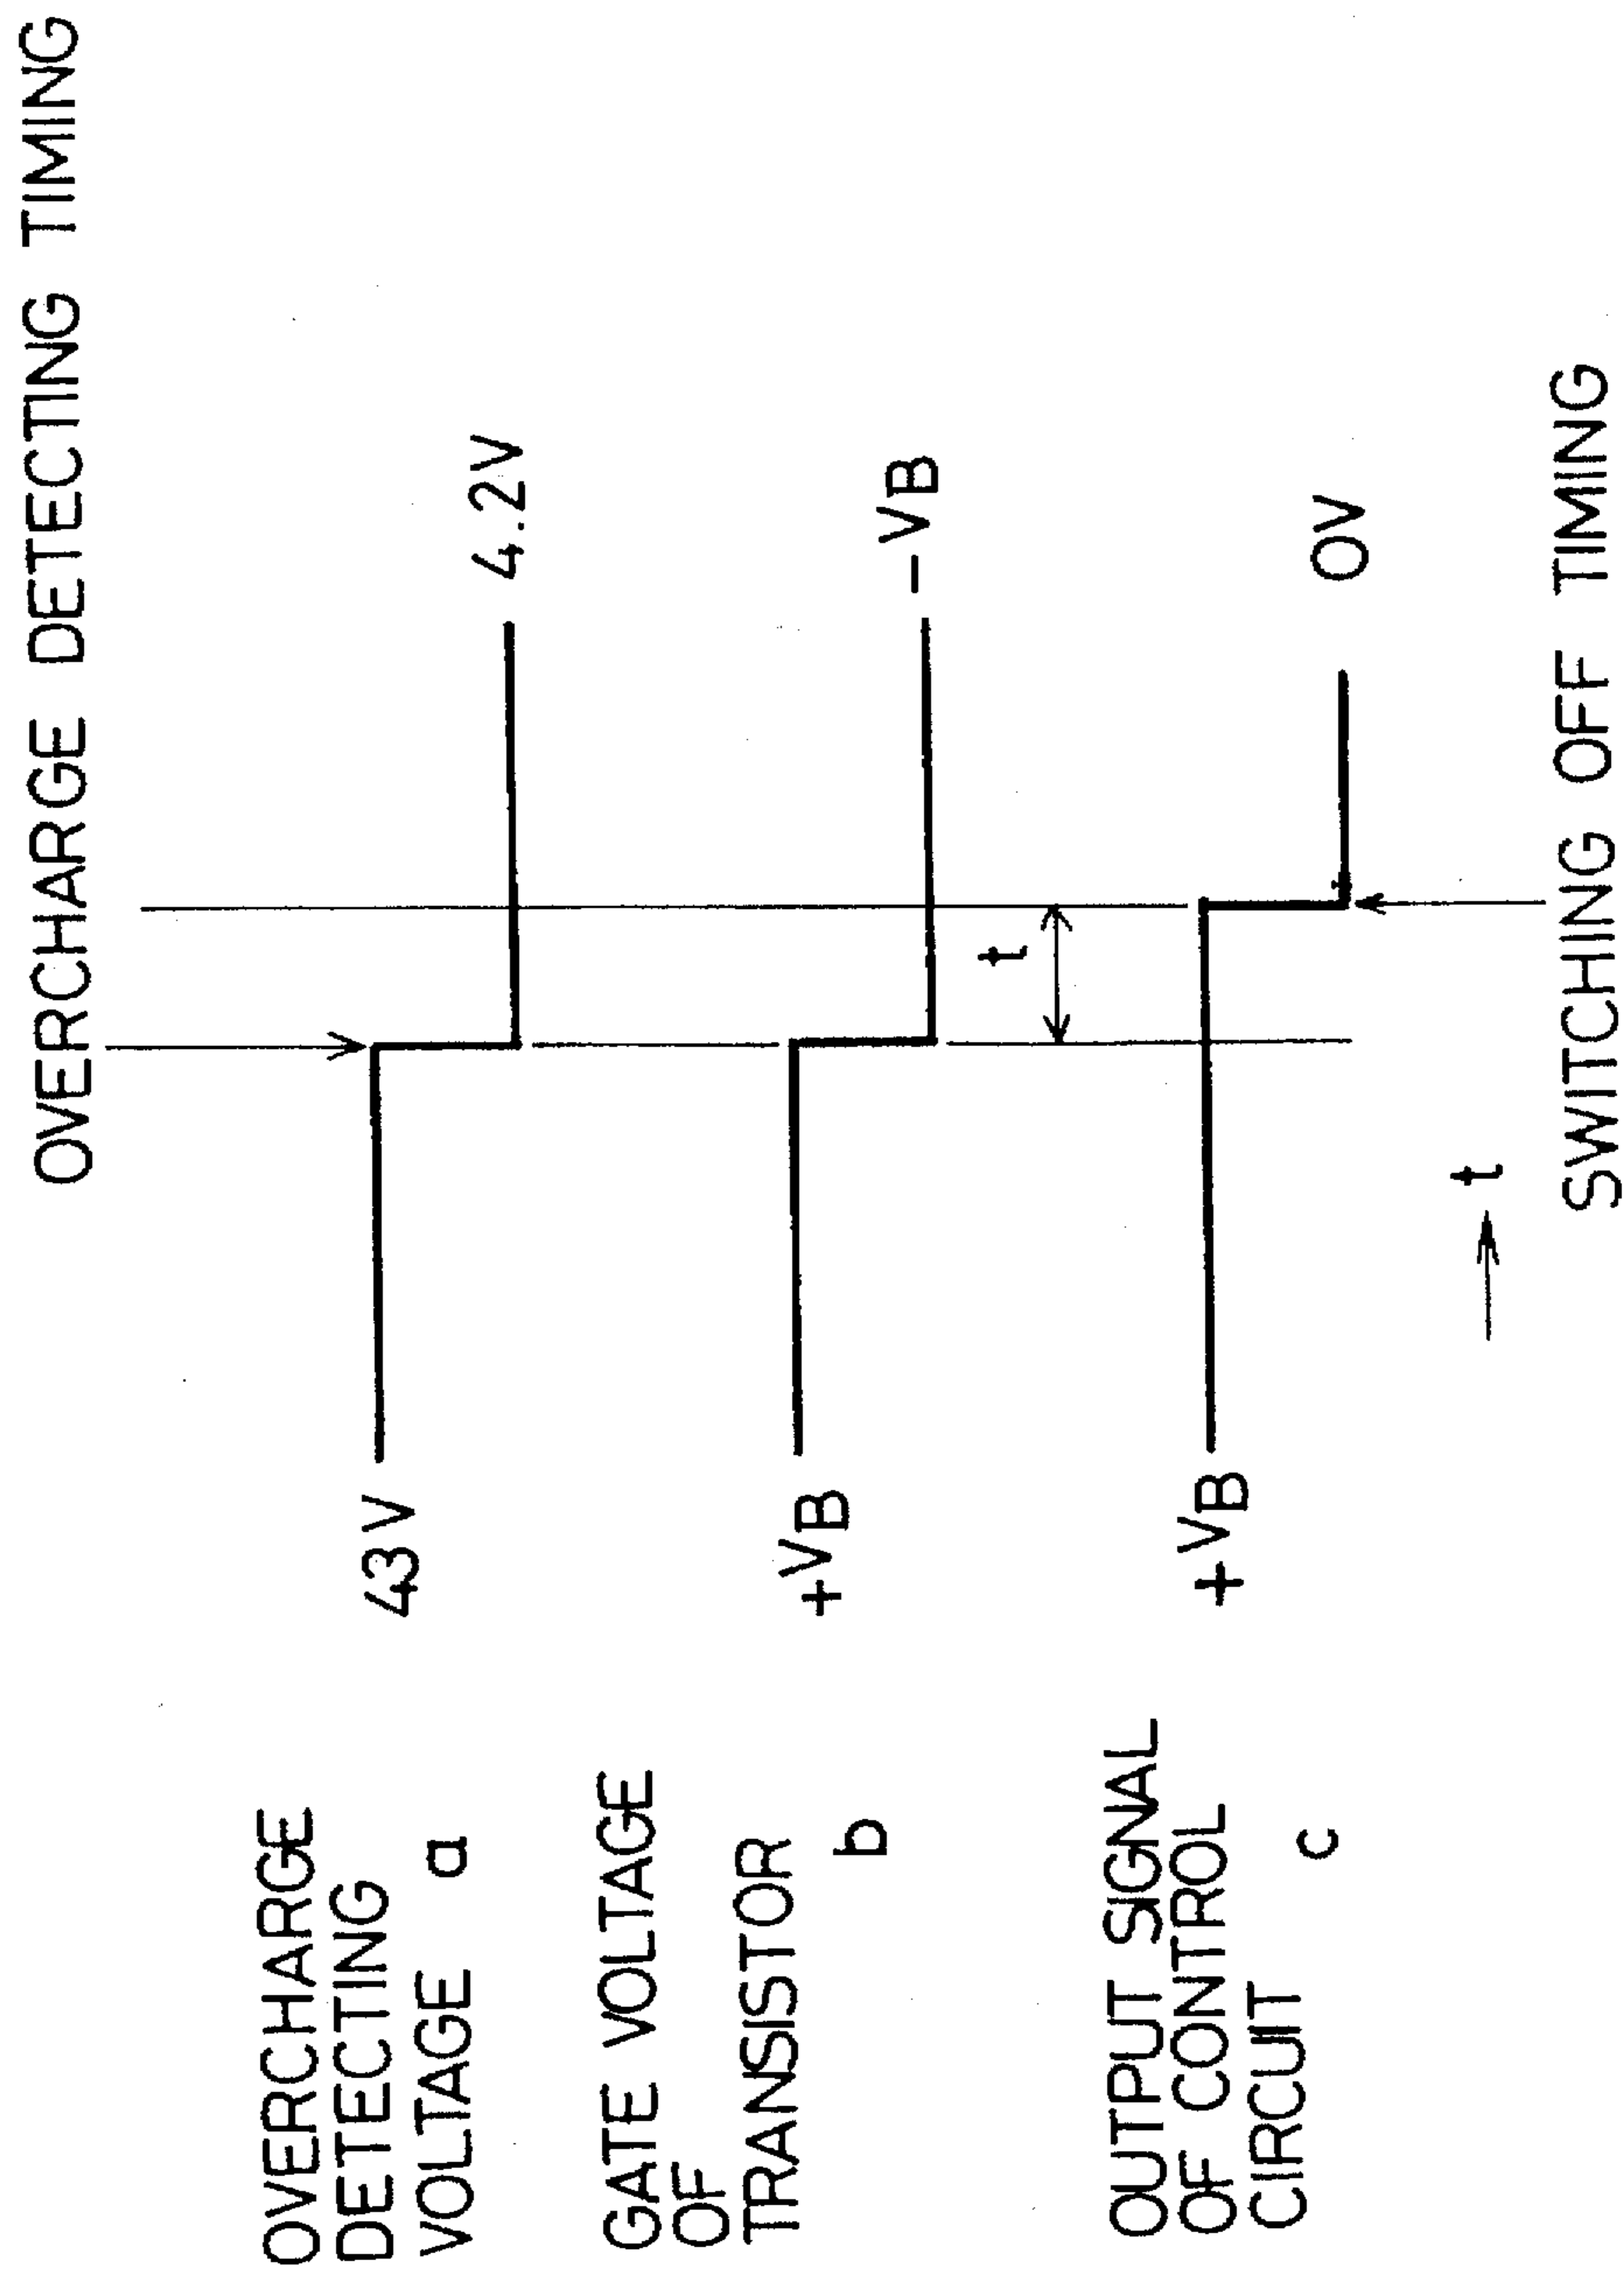 OVERCHARGE DETECTING TIMING
OVERCHARGE
DETECTING
VOLTAGE a
43V
4.2V
GATE VOLTAGE
OF
TRANSISTOR
b
+VB
-VB
t
OUTPUT SIGNAL
OF CONTROL
CIRCUIT c
+VB
0V
t
SWITCHING OFF TIMING